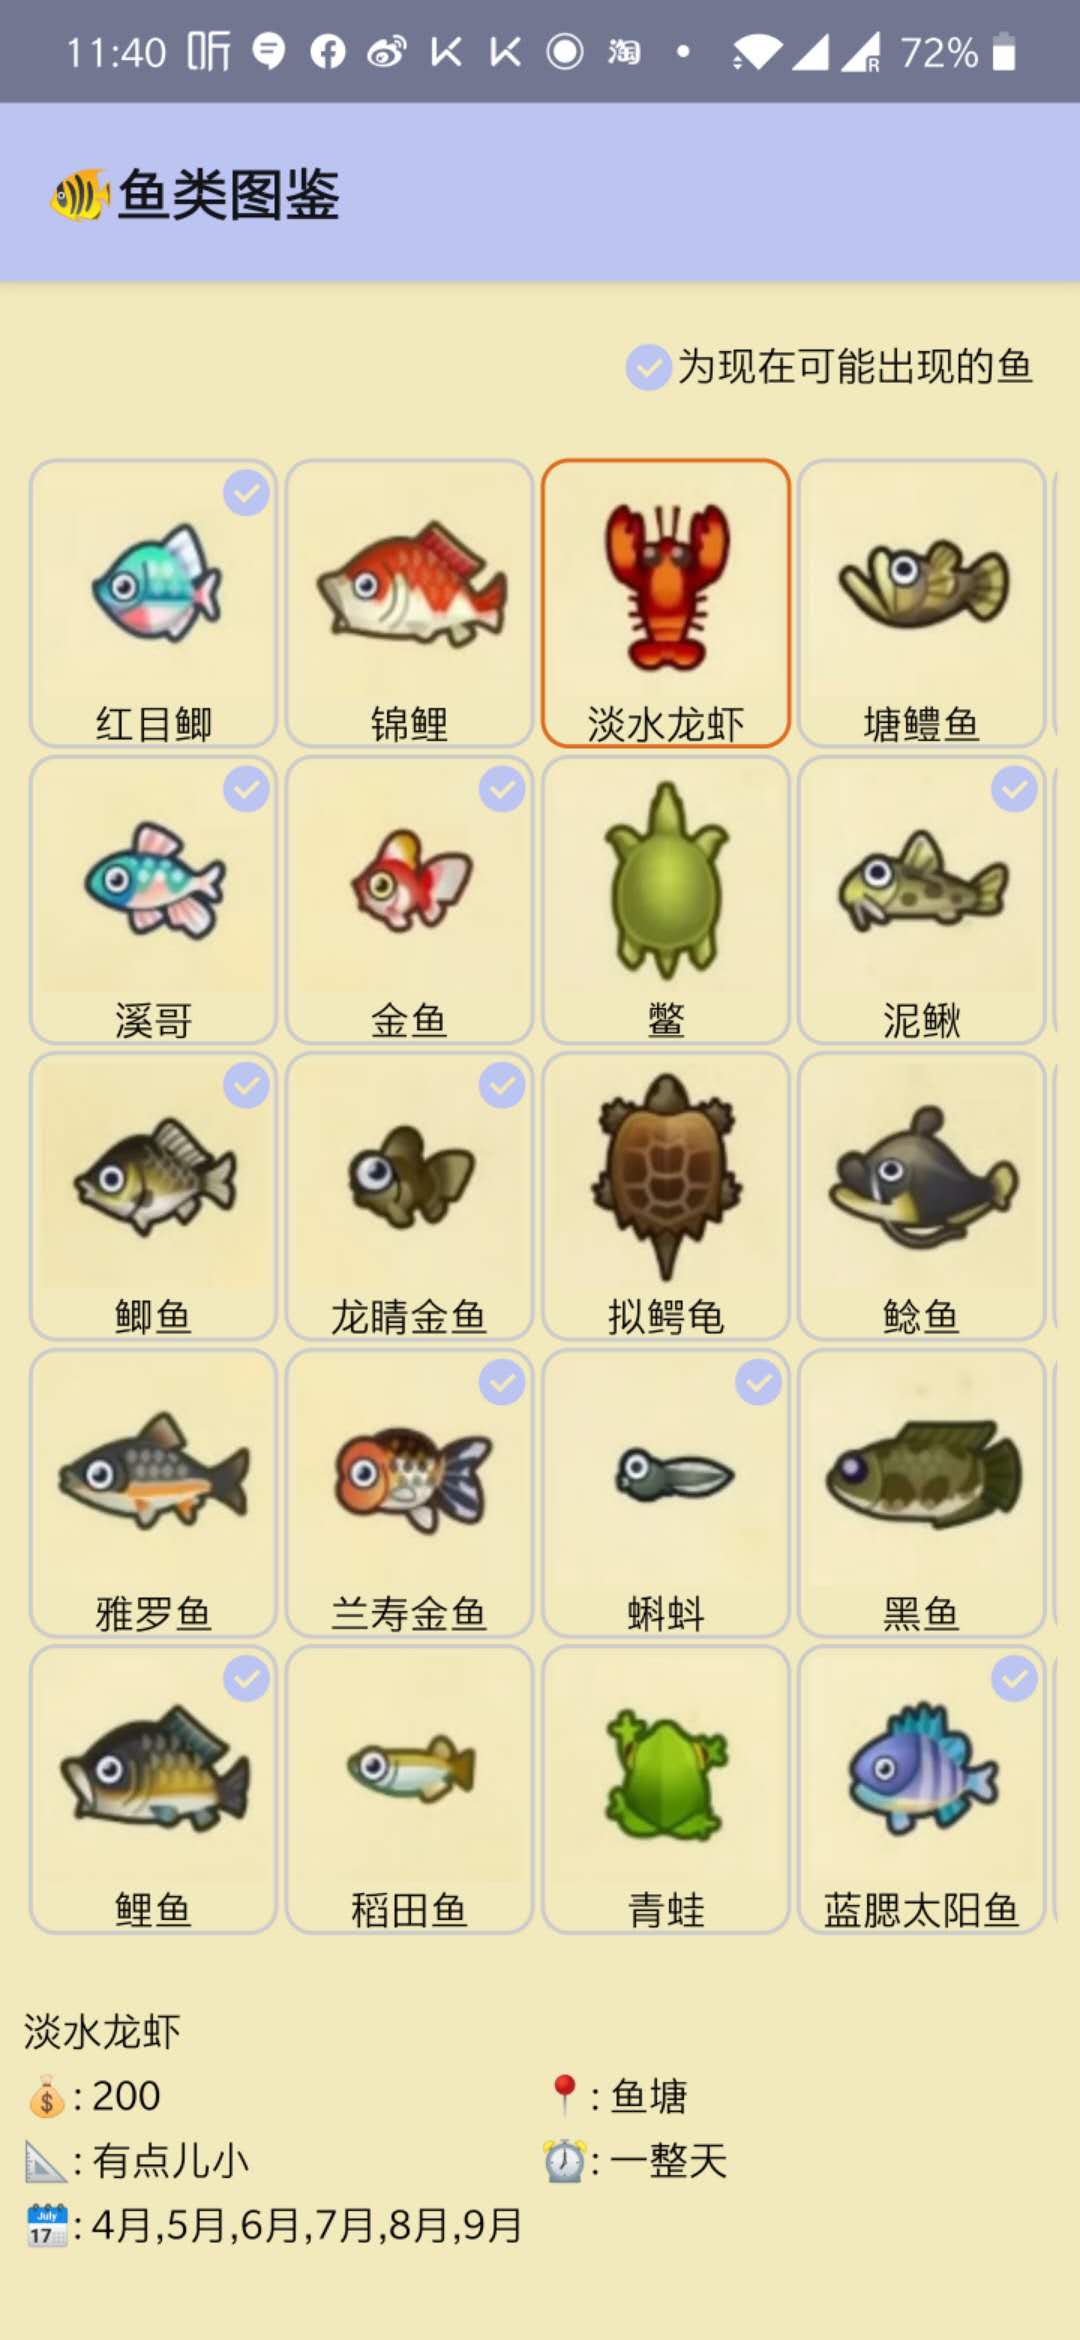 11:40 听 淘 72%
鱼类图鉴
为现在可能出现的鱼
红目鲫 锦鲤 淡水龙虾 塘鳢鱼
溪哥 金鱼 鳖 泥鳅
鲫鱼 龙睛金鱼 拟鳄龟 鲶鱼
雅罗鱼 兰寿金鱼 蝌蚪 黑鱼
鲤鱼 稻田鱼 青蛙 蓝腮太阳鱼
淡水龙虾
: 200 : 鱼塘
: 有点儿小 : 一整天
: 4月,5月,6月,7月,8月,9月